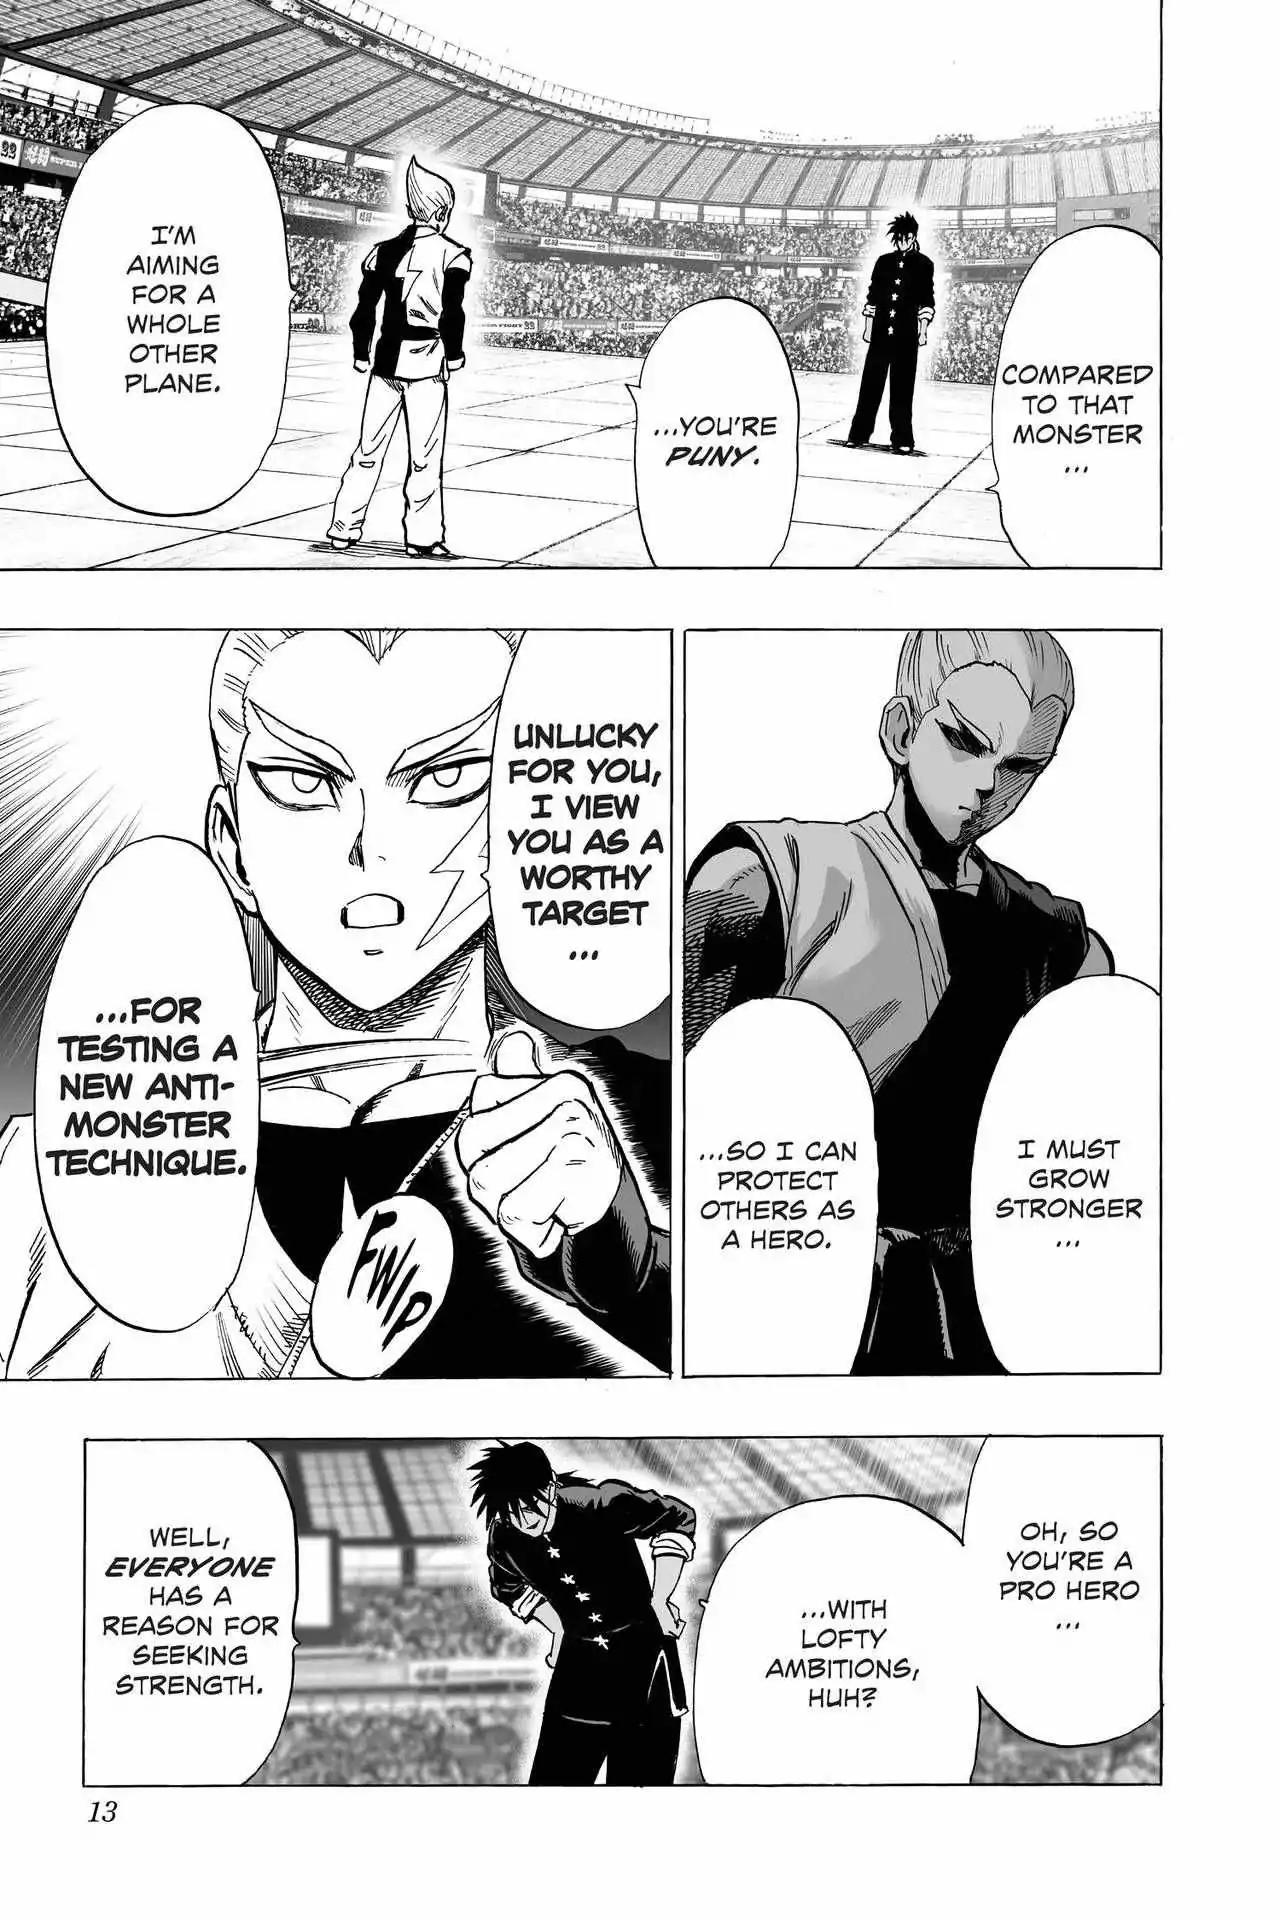 COMPARED
TO THAT
MONSTER
...
...YOU'RE
PUNY.
I'M
AIMING
FOR A
WHOLE
OTHER
PLANE.
I MUST
GROW
STRONGER
...
...SO I CAN
PROTECT
OTHERS AS
A HERO.
UNLUCKY
FOR YOU,
I VIEW
YOU AS A
WORTHY
TARGET
...
...FOR
TESTING A
NEW ANTI-
MONSTER
TECHNIQUE.
FWIP
OH, SO
YOU'RE A
PRO HERO
...
...WITH
LOFTY
AMBITIONS,
HUH?
WELL,
EVERYONE
HAS A
REASON FOR
SEEKING
STRENGTH.
13